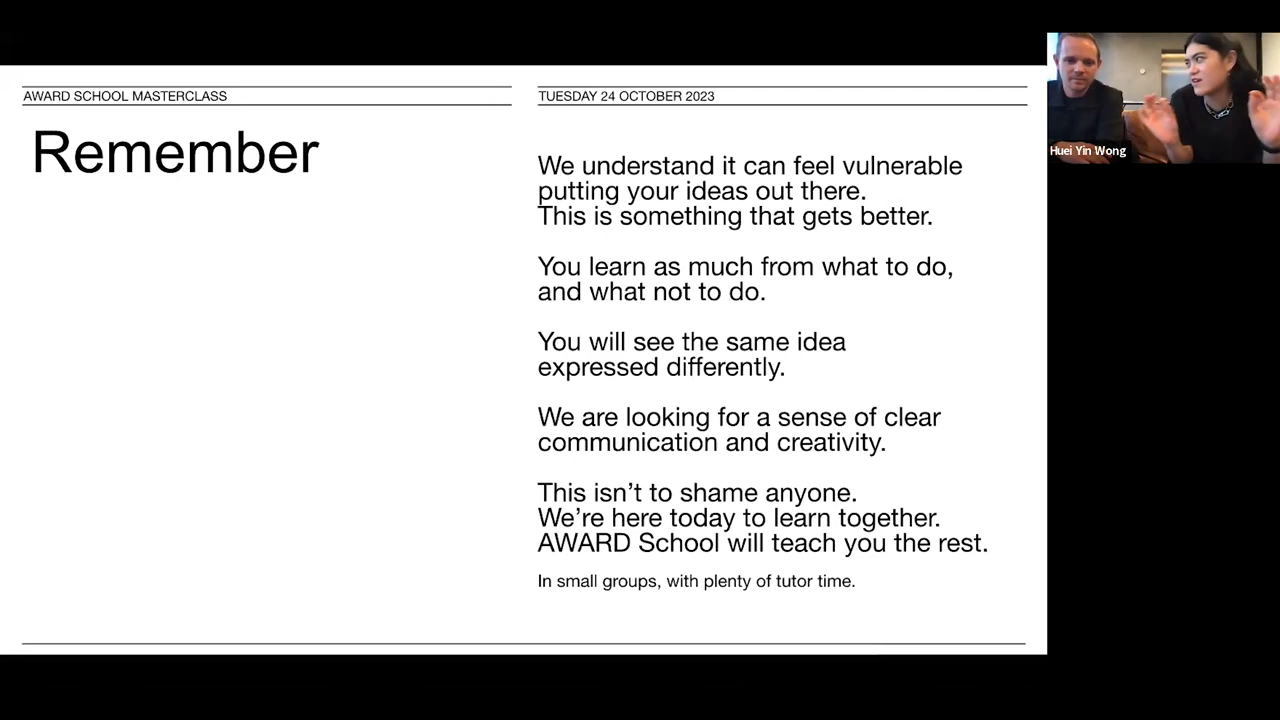 AWARD SCHOOL MASTERCLASS
TUESDAY 24 OCTOBER 2023
Remember
We understand it can feel vulnerable
putting your ideas out there.
This is something that gets better.
You learn as much from what to do,
and what not to do.
You will see the same idea
expressed differently.
We are looking for a sense of clear
communication and creativity.
This isn’t to shame anyone.
We’re here today to learn together.
AWARD School will teach you the rest.
In small groups, with plenty of tutor time.
Huei Yin Wong